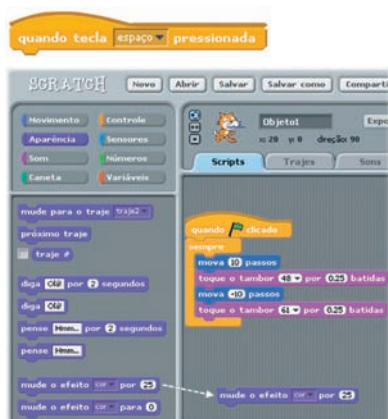 quando tecla espaço pressionada
SCRATCH Novo Abrir Salvar Salvar como Comparti
Movimento Controle
Aparência Sensores
Som Números
Caneta Variáveis
Objeto1 Expo
x: 20 y: 0 direção: 90
Scripts Trajes Sons
mude para o traje traje2
próximo traje
traje #
diga Olá! por 2 segundos
diga Olá!
pense Hmm... por 2 segundos
pense Hmm...
mude o efeito cor por 25
mude o efeito cor para 0
quando clicado
sempre
mova 10 passos
toque o tambor 48 por 0.25 batidas
mova -10 passos
toque o tambor 61 por 0.25 batidas
mude o efeito cor por 25